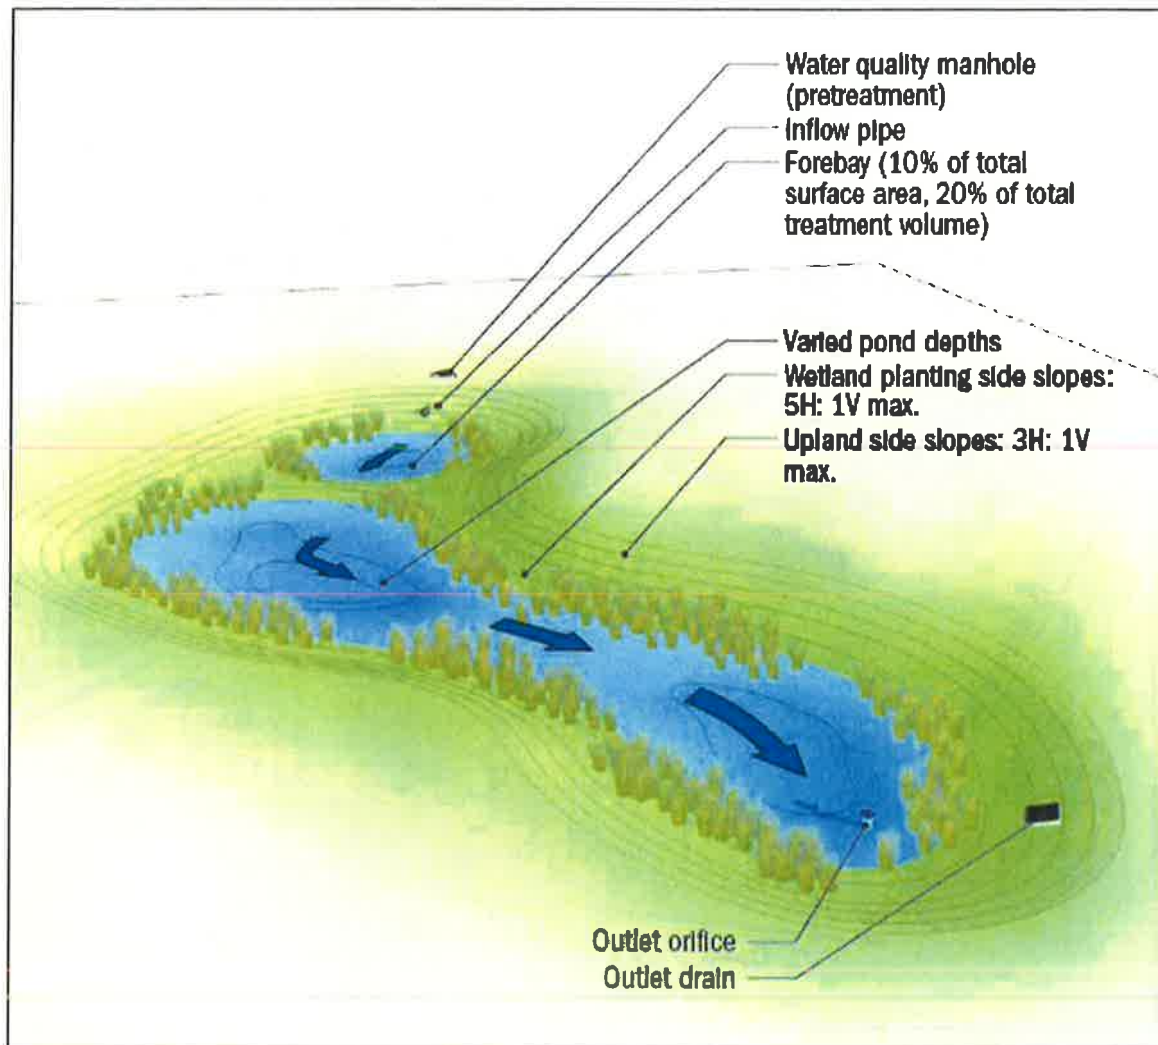 Water quality manhole
(pretreatment)
Inflow pipe
Forebay (10% of total
surface area, 20% of total
treatment volume)
Varied pond depths
Wetland planting side slopes:
5H: 1V max.
Upland side slopes: 3H: 1V
max.
Outlet orifice
Outlet drain